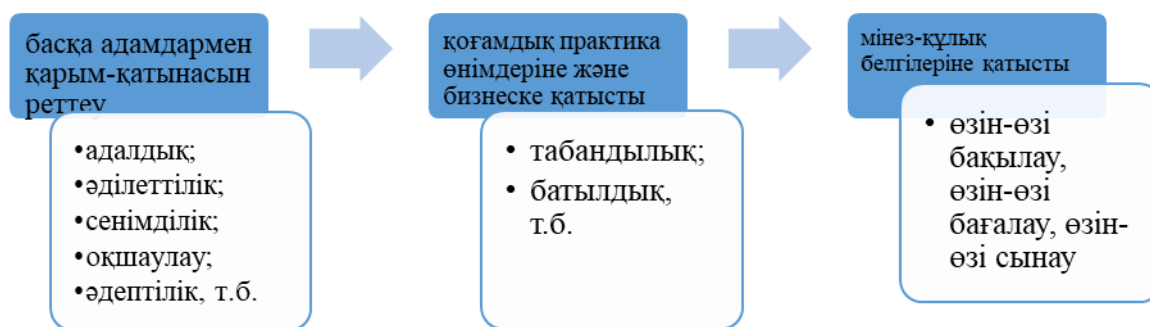 басқа адамдармен
қарым-қатынасын
реттеу
•адалдық;
•әділеттілік;
•сенімділік;
•оқшаулау;
•әдептілік, т.б.
қоғамдық практика
өнімдеріне және
бизнеске қатысты
• табандылық;
• батылдық,
т.б.
мінез-құлық
белгілеріне қатысты
• өзін-өзі
бақылау,
өзін-өзі
бағалау, өзін-
өзі сынау